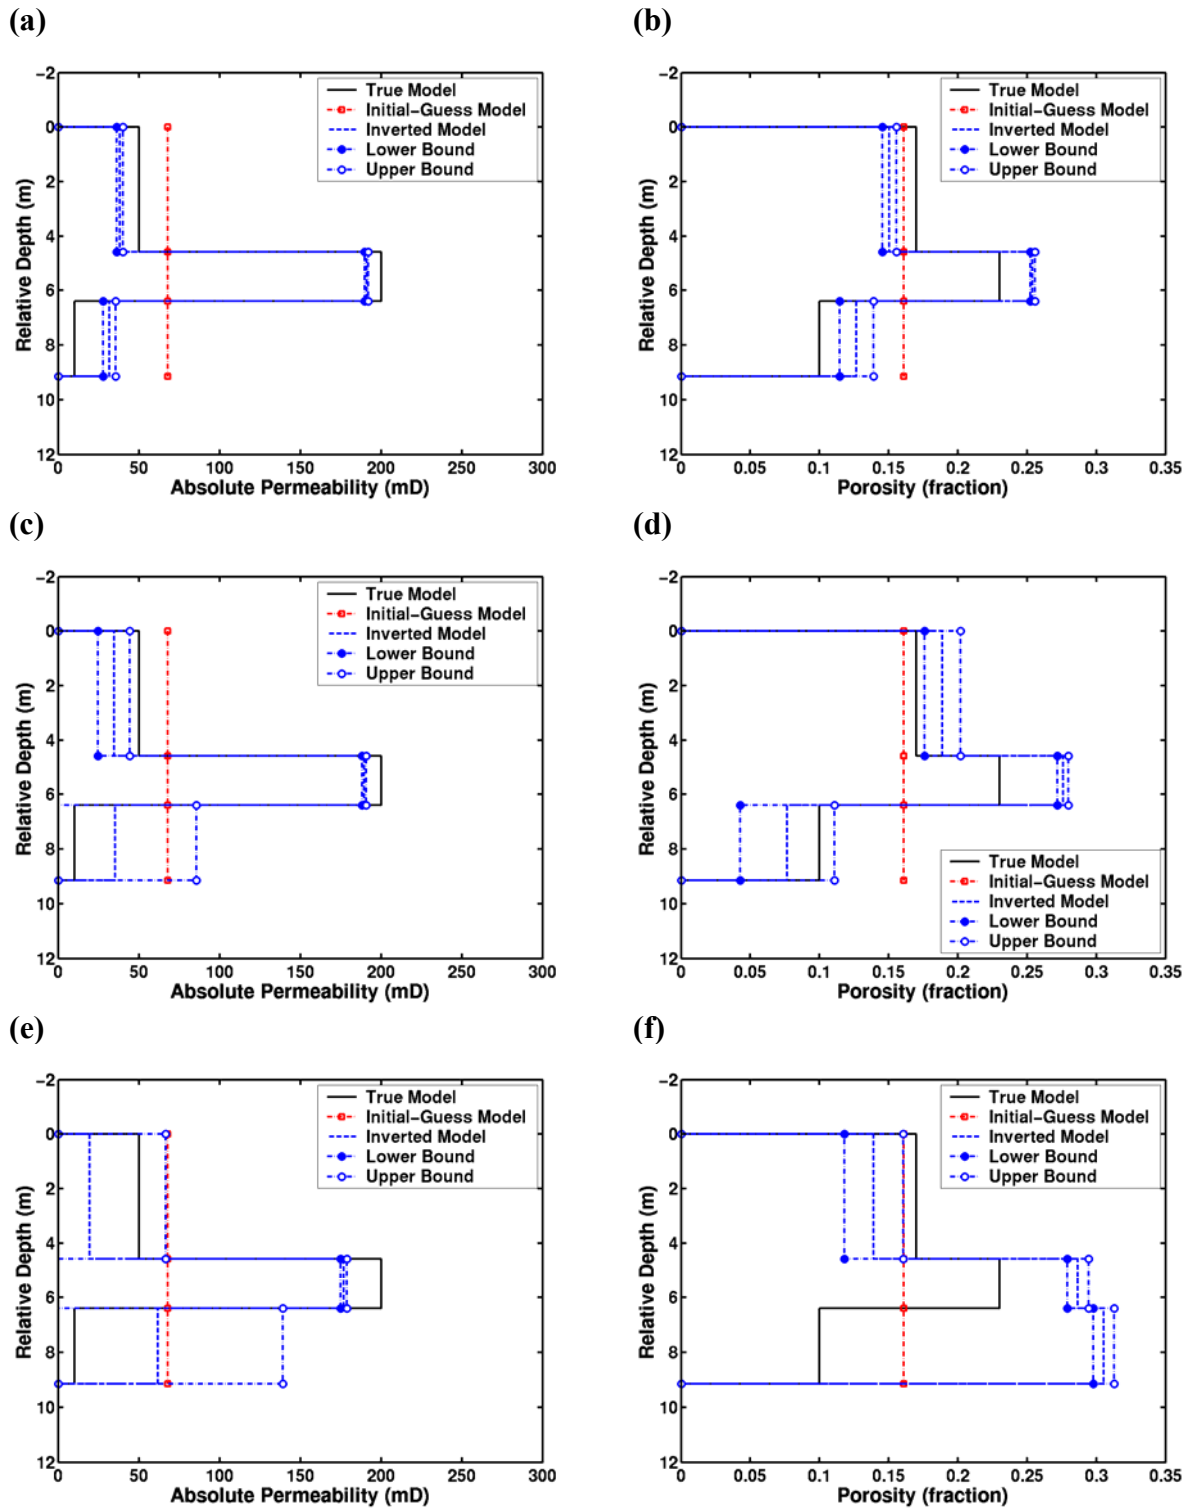 (a)
−2
0
2
4
6
8
10
12
0 50 100 150 200 250 300
Relative Depth (m)
Absolute Permeability (mD)
True Model
Initial−Guess Model
Inverted Model
Lower Bound
Upper Bound
(b)
−2
0
2
4
6
8
10
12
0 0.05 0.1 0.15 0.2 0.25 0.3 0.35
Relative Depth (m)
Porosity (fraction)
True Model
Initial−Guess Model
Inverted Model
Lower Bound
Upper Bound
(c)
−2
0
2
4
6
8
10
12
0 50 100 150 200 250 300
Relative Depth (m)
Absolute Permeability (mD)
True Model
Initial−Guess Model
Inverted Model
Lower Bound
Upper Bound
(d)
−2
0
2
4
6
8
10
12
0 0.05 0.1 0.15 0.2 0.25 0.3 0.35
Relative Depth (m)
Porosity (fraction)
True Model
Initial−Guess Model
Inverted Model
Lower Bound
Upper Bound
(e)
−2
0
2
4
6
8
10
12
0 50 100 150 200 250 300
Relative Depth (m)
Absolute Permeability (mD)
True Model
Initial−Guess Model
Inverted Model
Lower Bound
Upper Bound
(f)
−2
0
2
4
6
8
10
12
0 0.05 0.1 0.15 0.2 0.25 0.3 0.35
Relative Depth (m)
Porosity (fraction)
True Model
Initial−Guess Model
Inverted Model
Lower Bound
Upper Bound